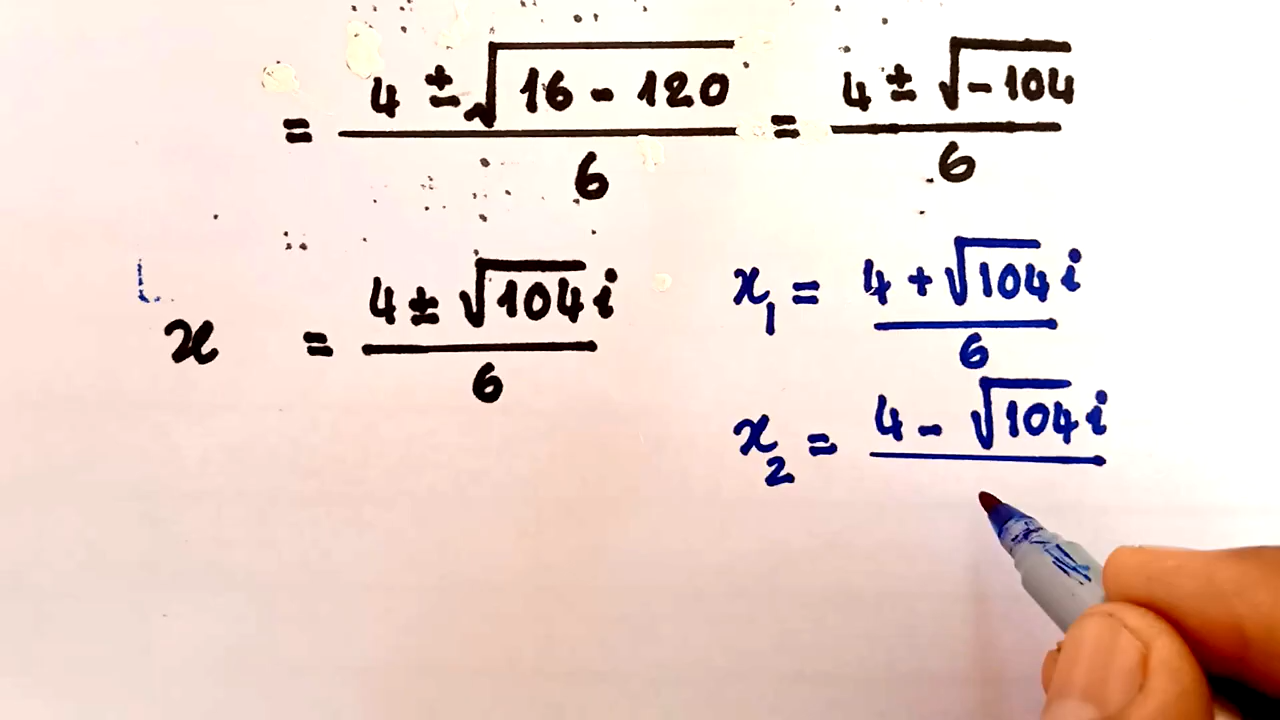 = (4 ± √(16 - 120))/6 = (4 ± √(-104))/6
x = (4 ± √104 i)/6
x₁ = (4 + √104 i)/6
x₂ = (4 - √104 i)/